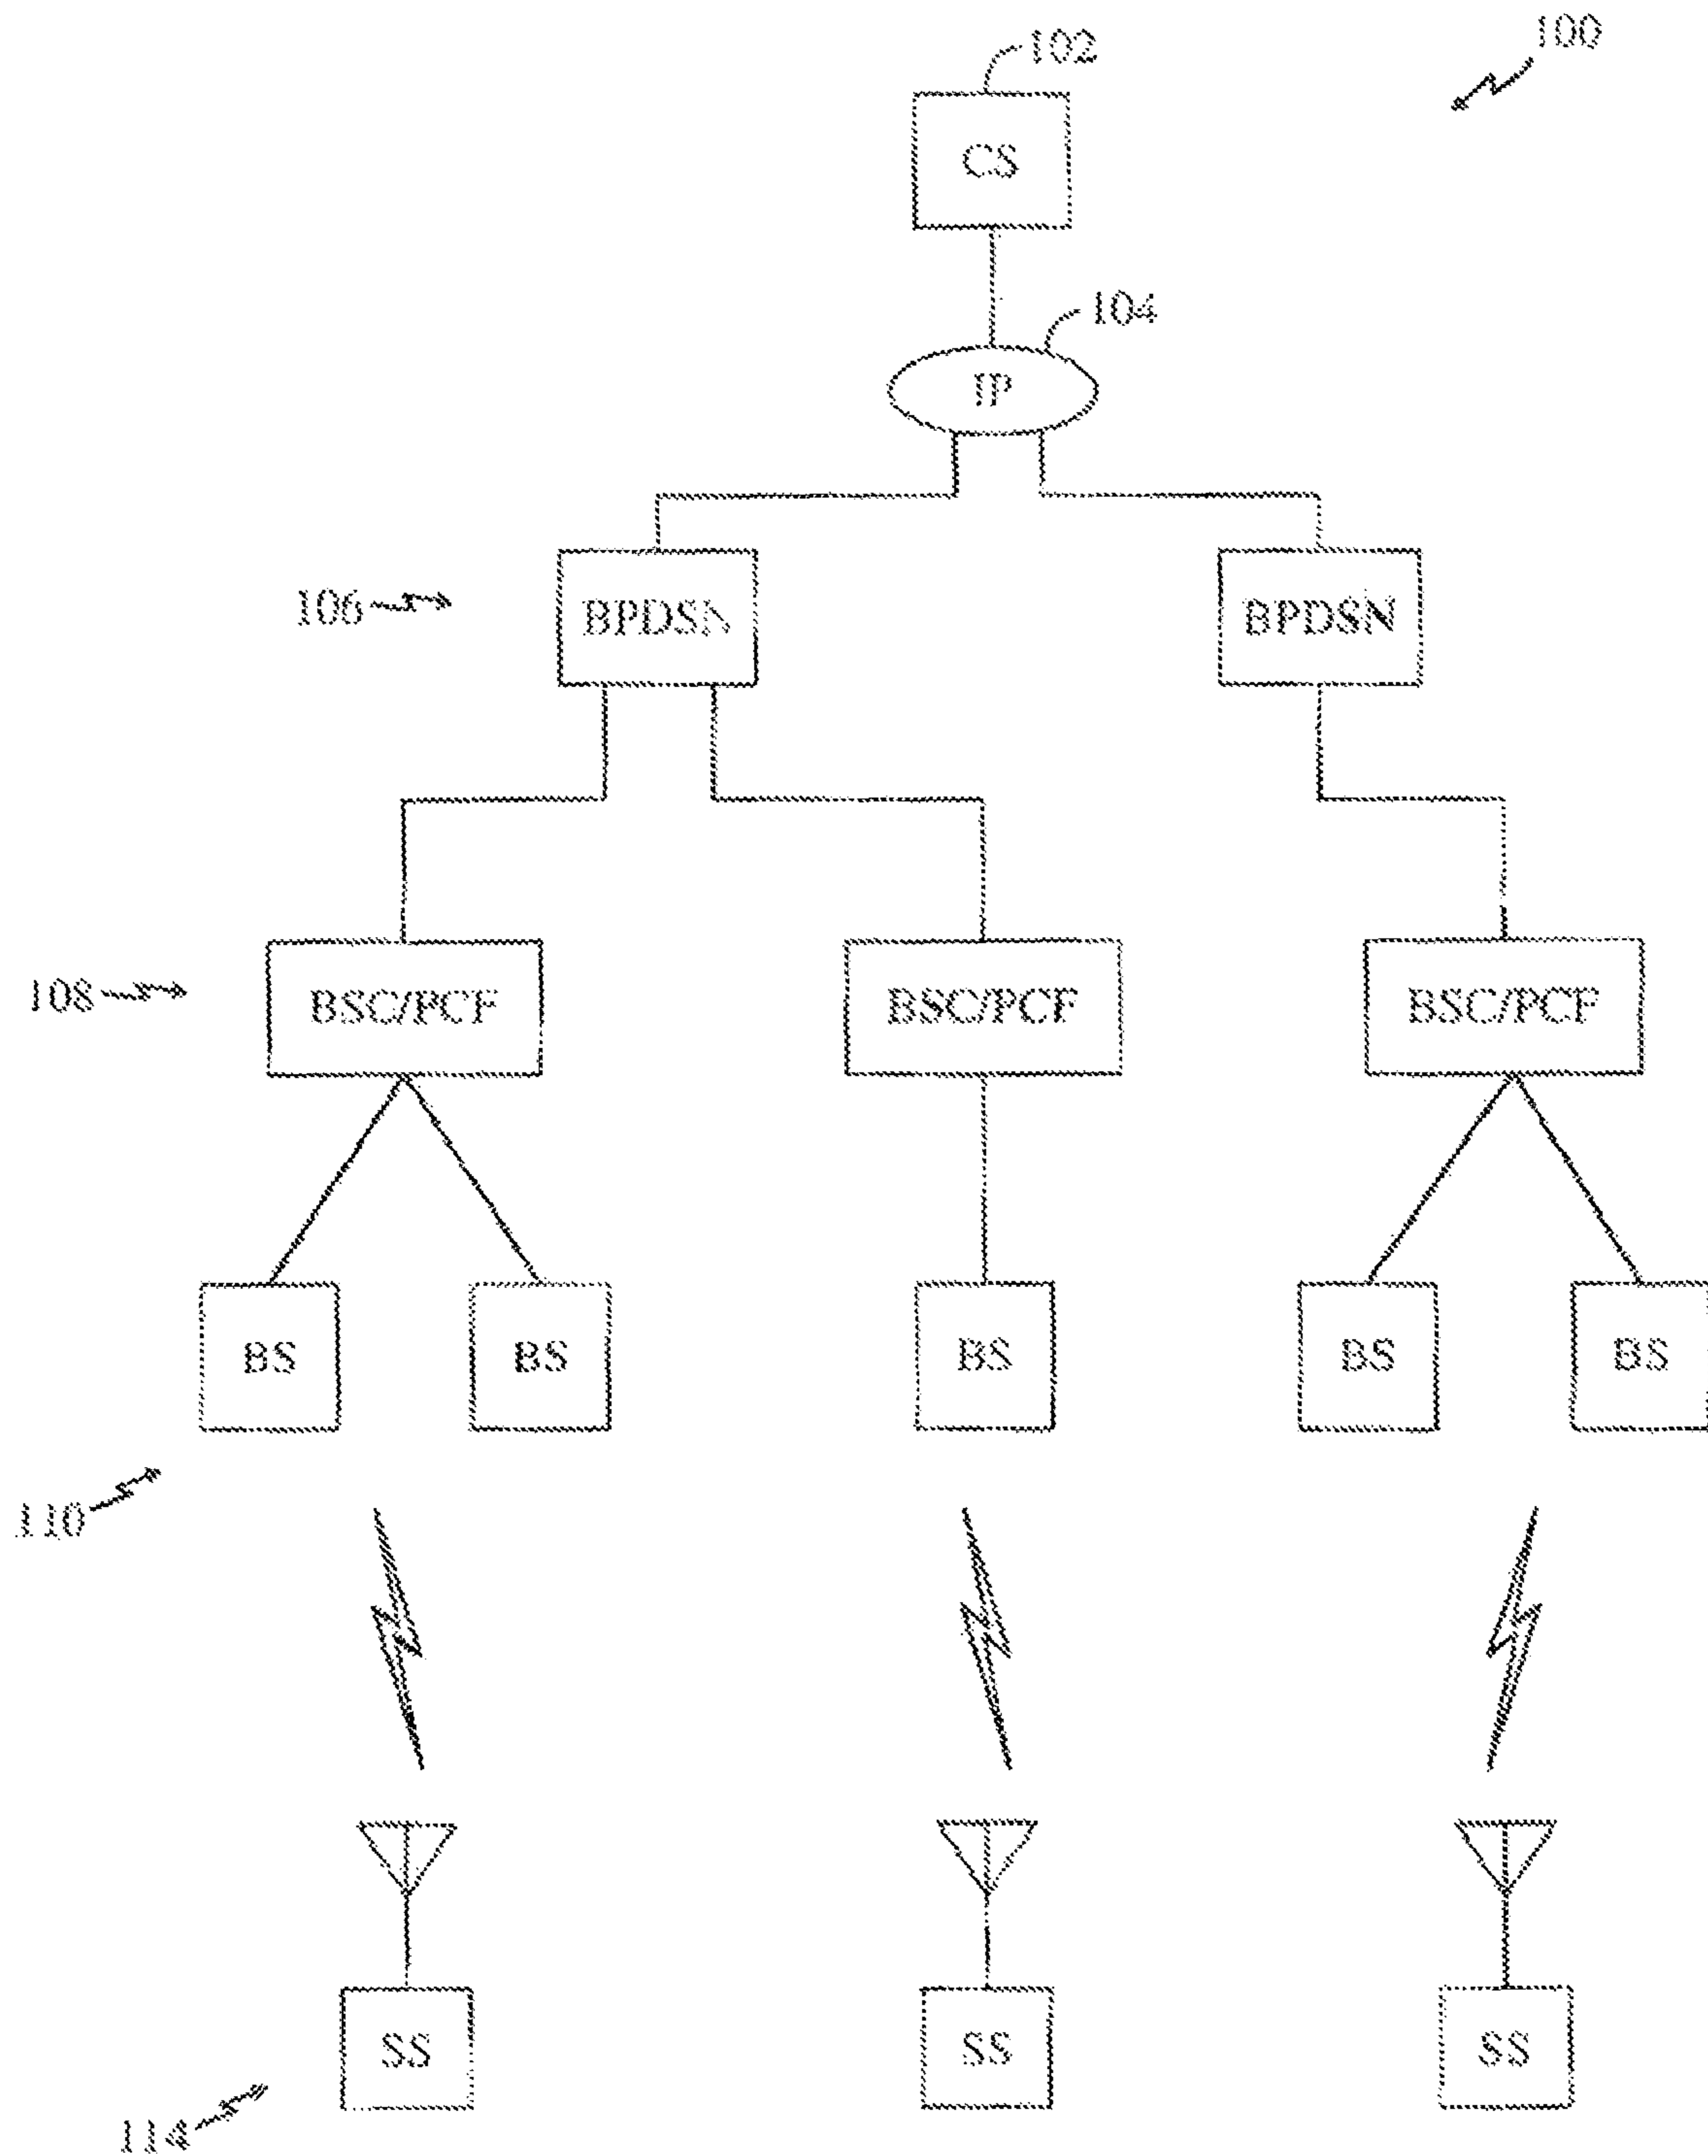 100
102
CS
104
IP
106 BPDSN BPDSN
108 BSC/PCF BSC/PCF BSC/PCF
BS BS BS BS BS
110
SS SS SS
114